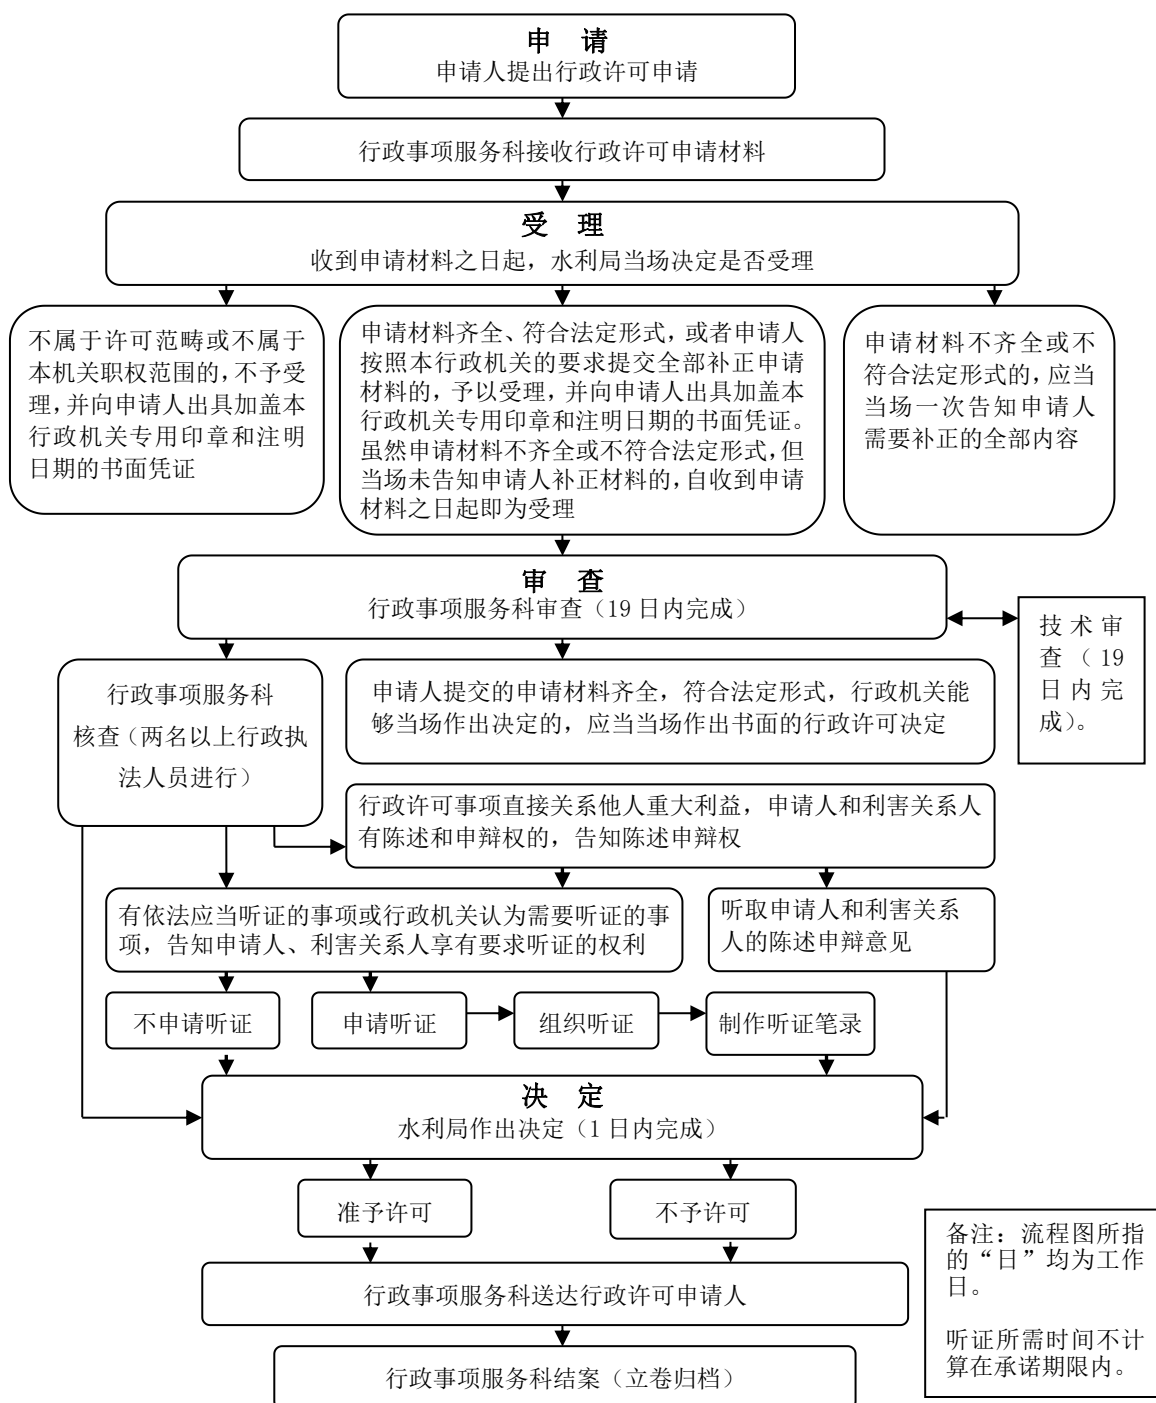 申 请
申请人提出行政许可申请
行政事项服务科接收行政许可申请材料
受 理
收到申请材料之日起，水利局当场决定是否受理
不属于许可范畴或不属于
本机关职权范围的，不予受
理，并向申请人出具加盖本
行政机关专用印章和注明
日期的书面凭证
申请材料齐全、符合法定形式，或者申请人
按照本行政机关的要求提交全部补正申请
材料的，予以受理，并向申请人出具加盖本
行政机关专用印章和注明日期的书面凭证。
虽然申请材料不齐全或不符合法定形式，但
当场未告知申请人补正材料的，自收到申请
材料之日起即为受理
申请材料不齐全或不
符合法定形式的，应当
当场一次告知申请人
需要补正的全部内容
审 查
行政事项服务科审查（19 日内完成）
技术审
查（19
日内完
成）。
行政事项服务科
核查（两名以上行政执
法人员进行）
申请人提交的申请材料齐全，符合法定形式，行政机关能
够当场作出决定的，应当当场作出书面的行政许可决定
行政许可事项直接关系他人重大利益，申请人和利害关系人
有陈述和申辩权的，告知陈述申辩权
有依法应当听证的事项或行政机关认为需要听证的事
项，告知申请人、利害关系人享有要求听证的权利
听取申请人和利害关系
人的陈述申辩意见
不申请听证
申请听证
组织听证
制作听证笔录
决 定
水利局作出决定（1 日内完成）
准予许可
不予许可
行政事项服务科送达行政许可申请人
行政事项服务科结案（立卷归档）
备注：流程图所指
的“日”均为工作
日。
听证所需时间不计
算在承诺期限内。